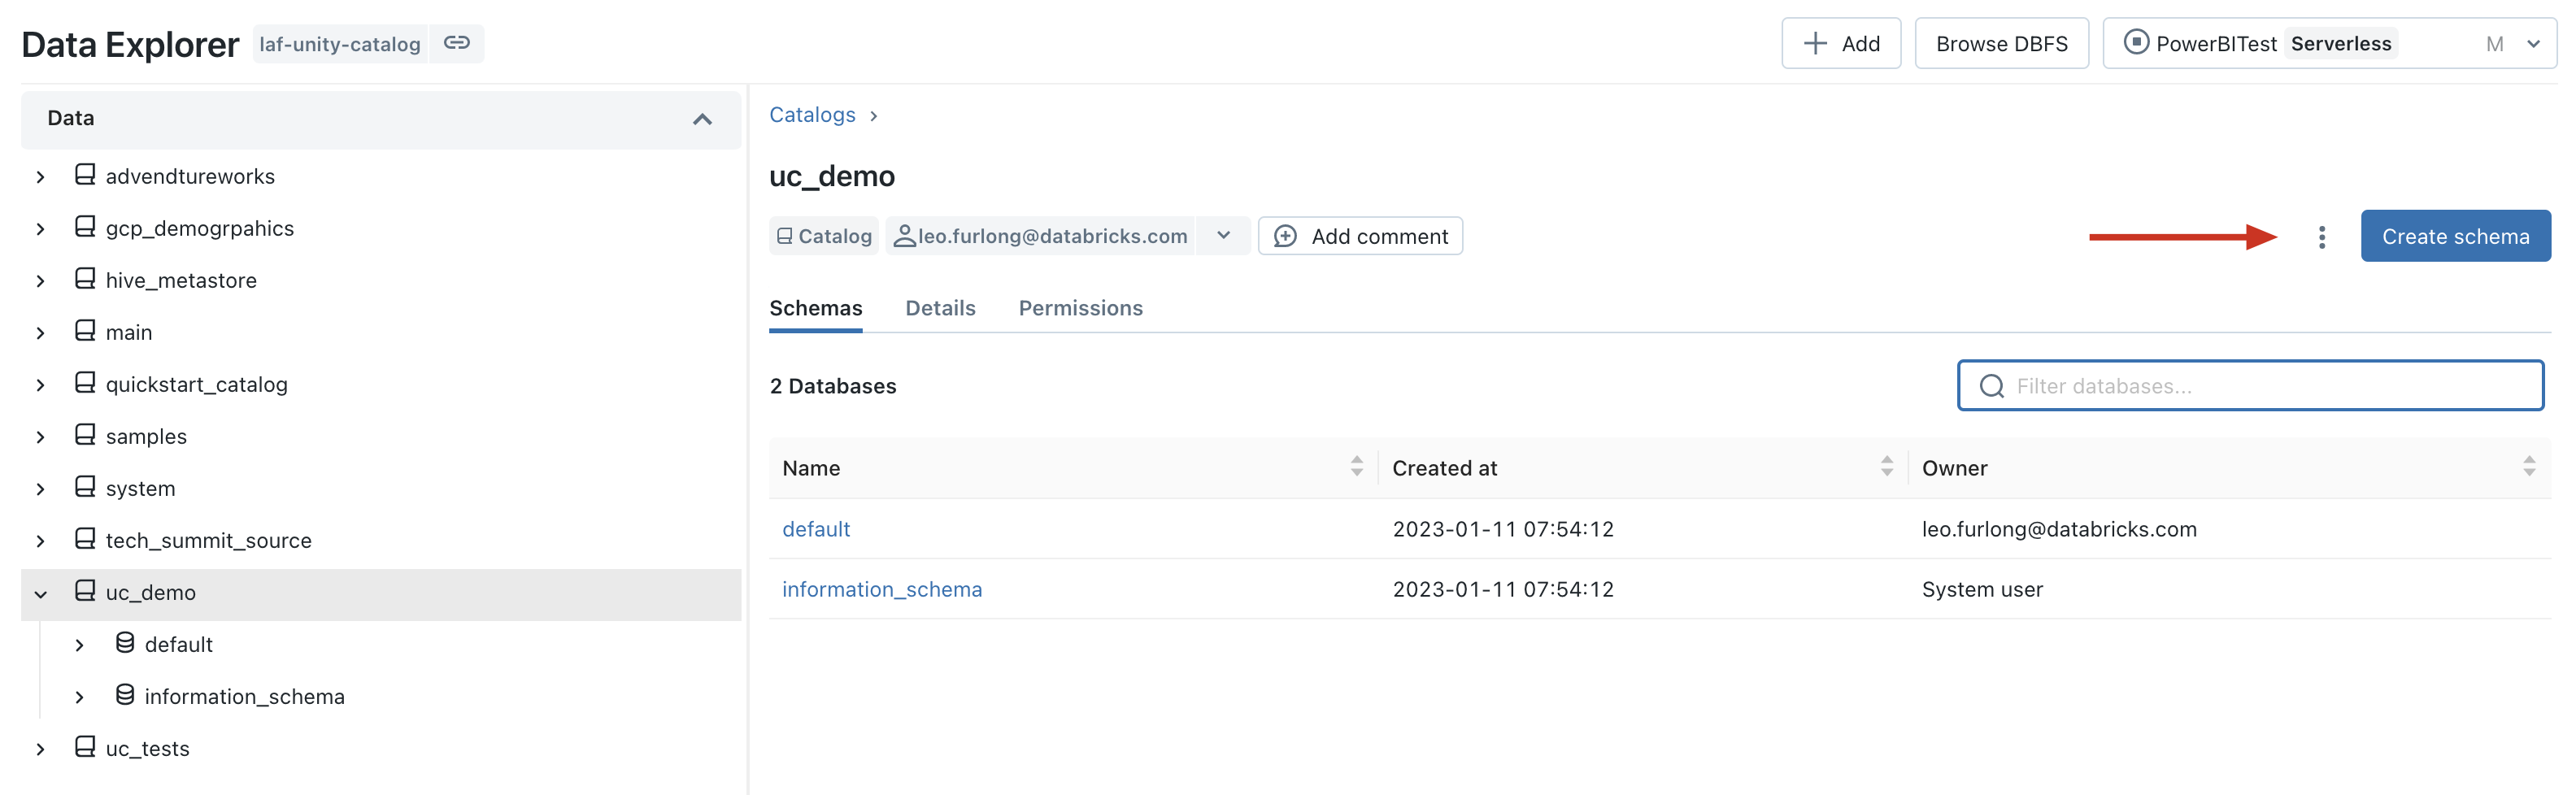 Data Explorer laf-unity-catalog
Add Browse DBFS PowerBITest Serverless M
Data
advendtureworks
gcp_demogrpahics
hive_metastore
main
quickstart_catalog
samples
system
tech_summit_source
uc_demo
default
information_schema
uc_tests
Catalogs ›
uc_demo
Catalog leo.furlong@databricks.com Add comment
Create schema
Schemas Details Permissions
2 Databases
Filter databases...
Name Created at Owner
default 2023-01-11 07:54:12 leo.furlong@databricks.com
information_schema 2023-01-11 07:54:12 System user